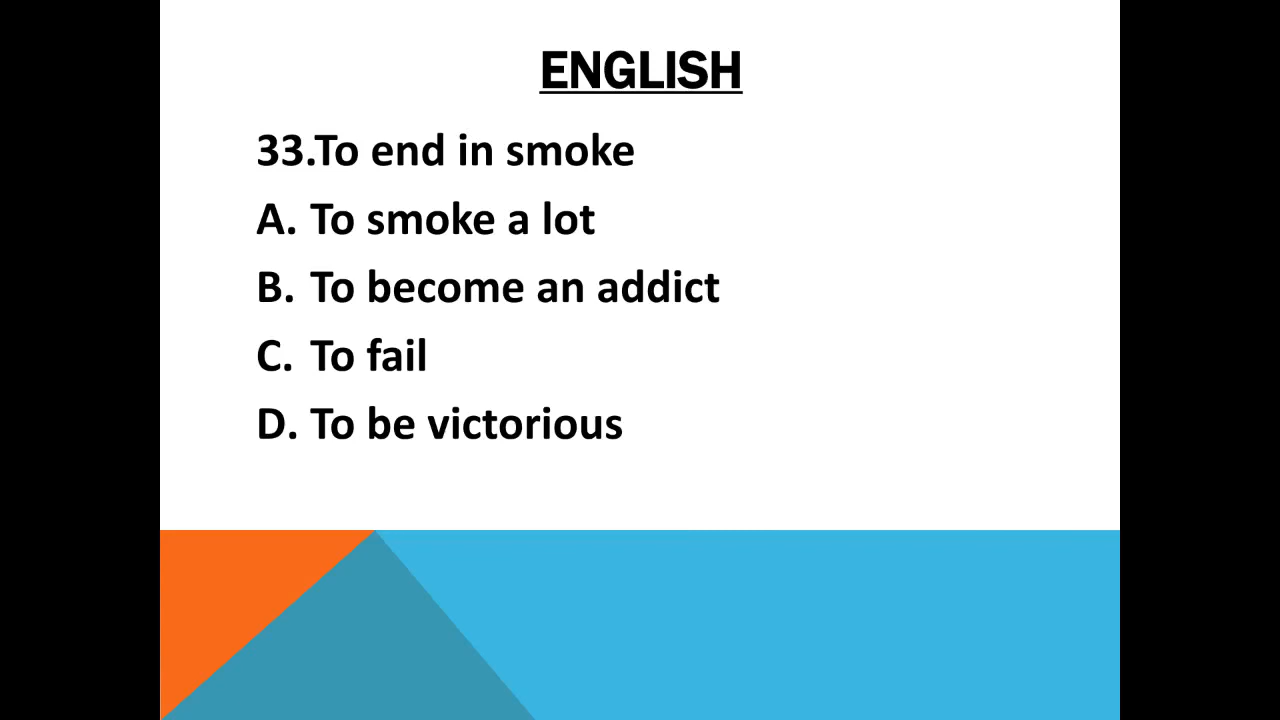 ENGLISH
33.To end in smoke
A. To smoke a lot
B. To become an addict
C. To fail
D. To be victorious